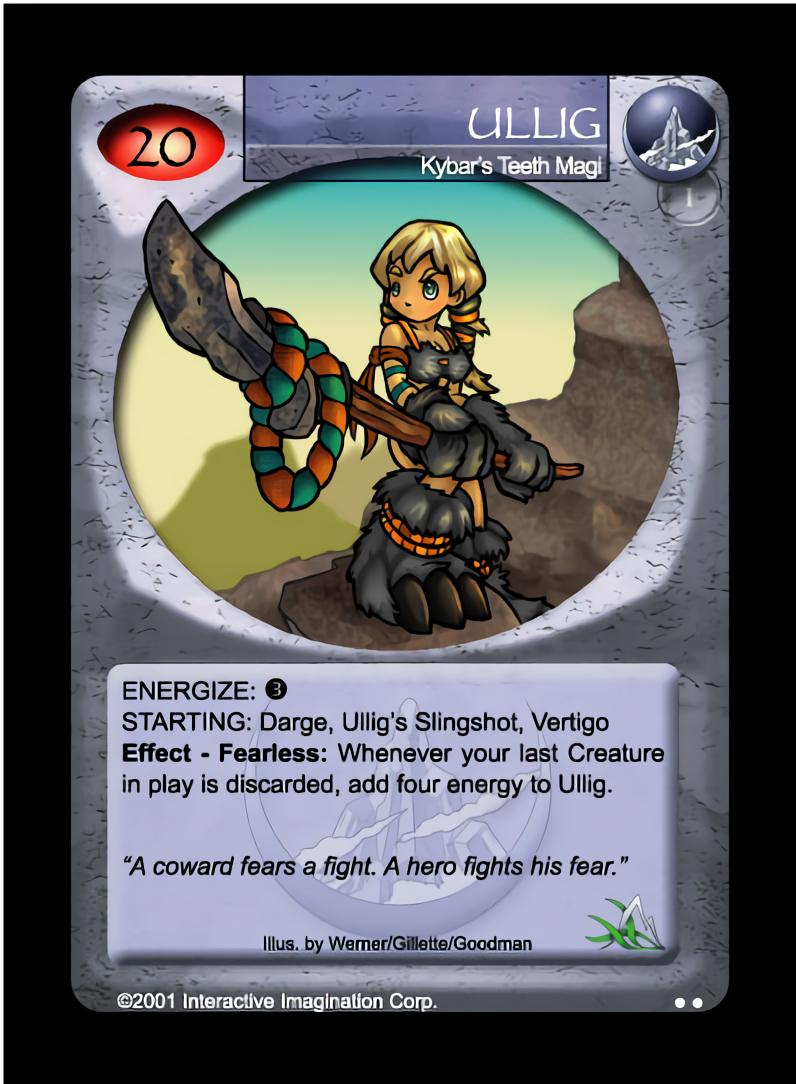 20
ULLIG
Kybar's Teeth Magi
1
ENERGIZE: ❸
STARTING: Darge, Ullig's Slingshot, Vertigo
Effect - Fearless: Whenever your last Creature
in play is discarded, add four energy to Ullig.
“A coward fears a fight. A hero fights his fear.”
Illus. by Werner/Gillette/Goodman
©2001 Interactive Imagination Corp.